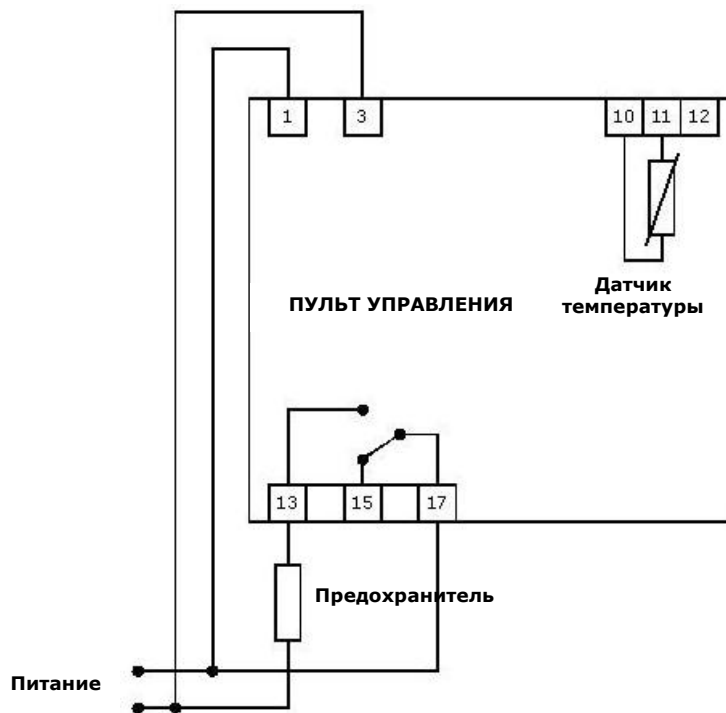 1 3 10 11 12
Датчик
температуры
ПУЛЬТ УПРАВЛЕНИЯ
13 15 17
Предохранитель
Питание